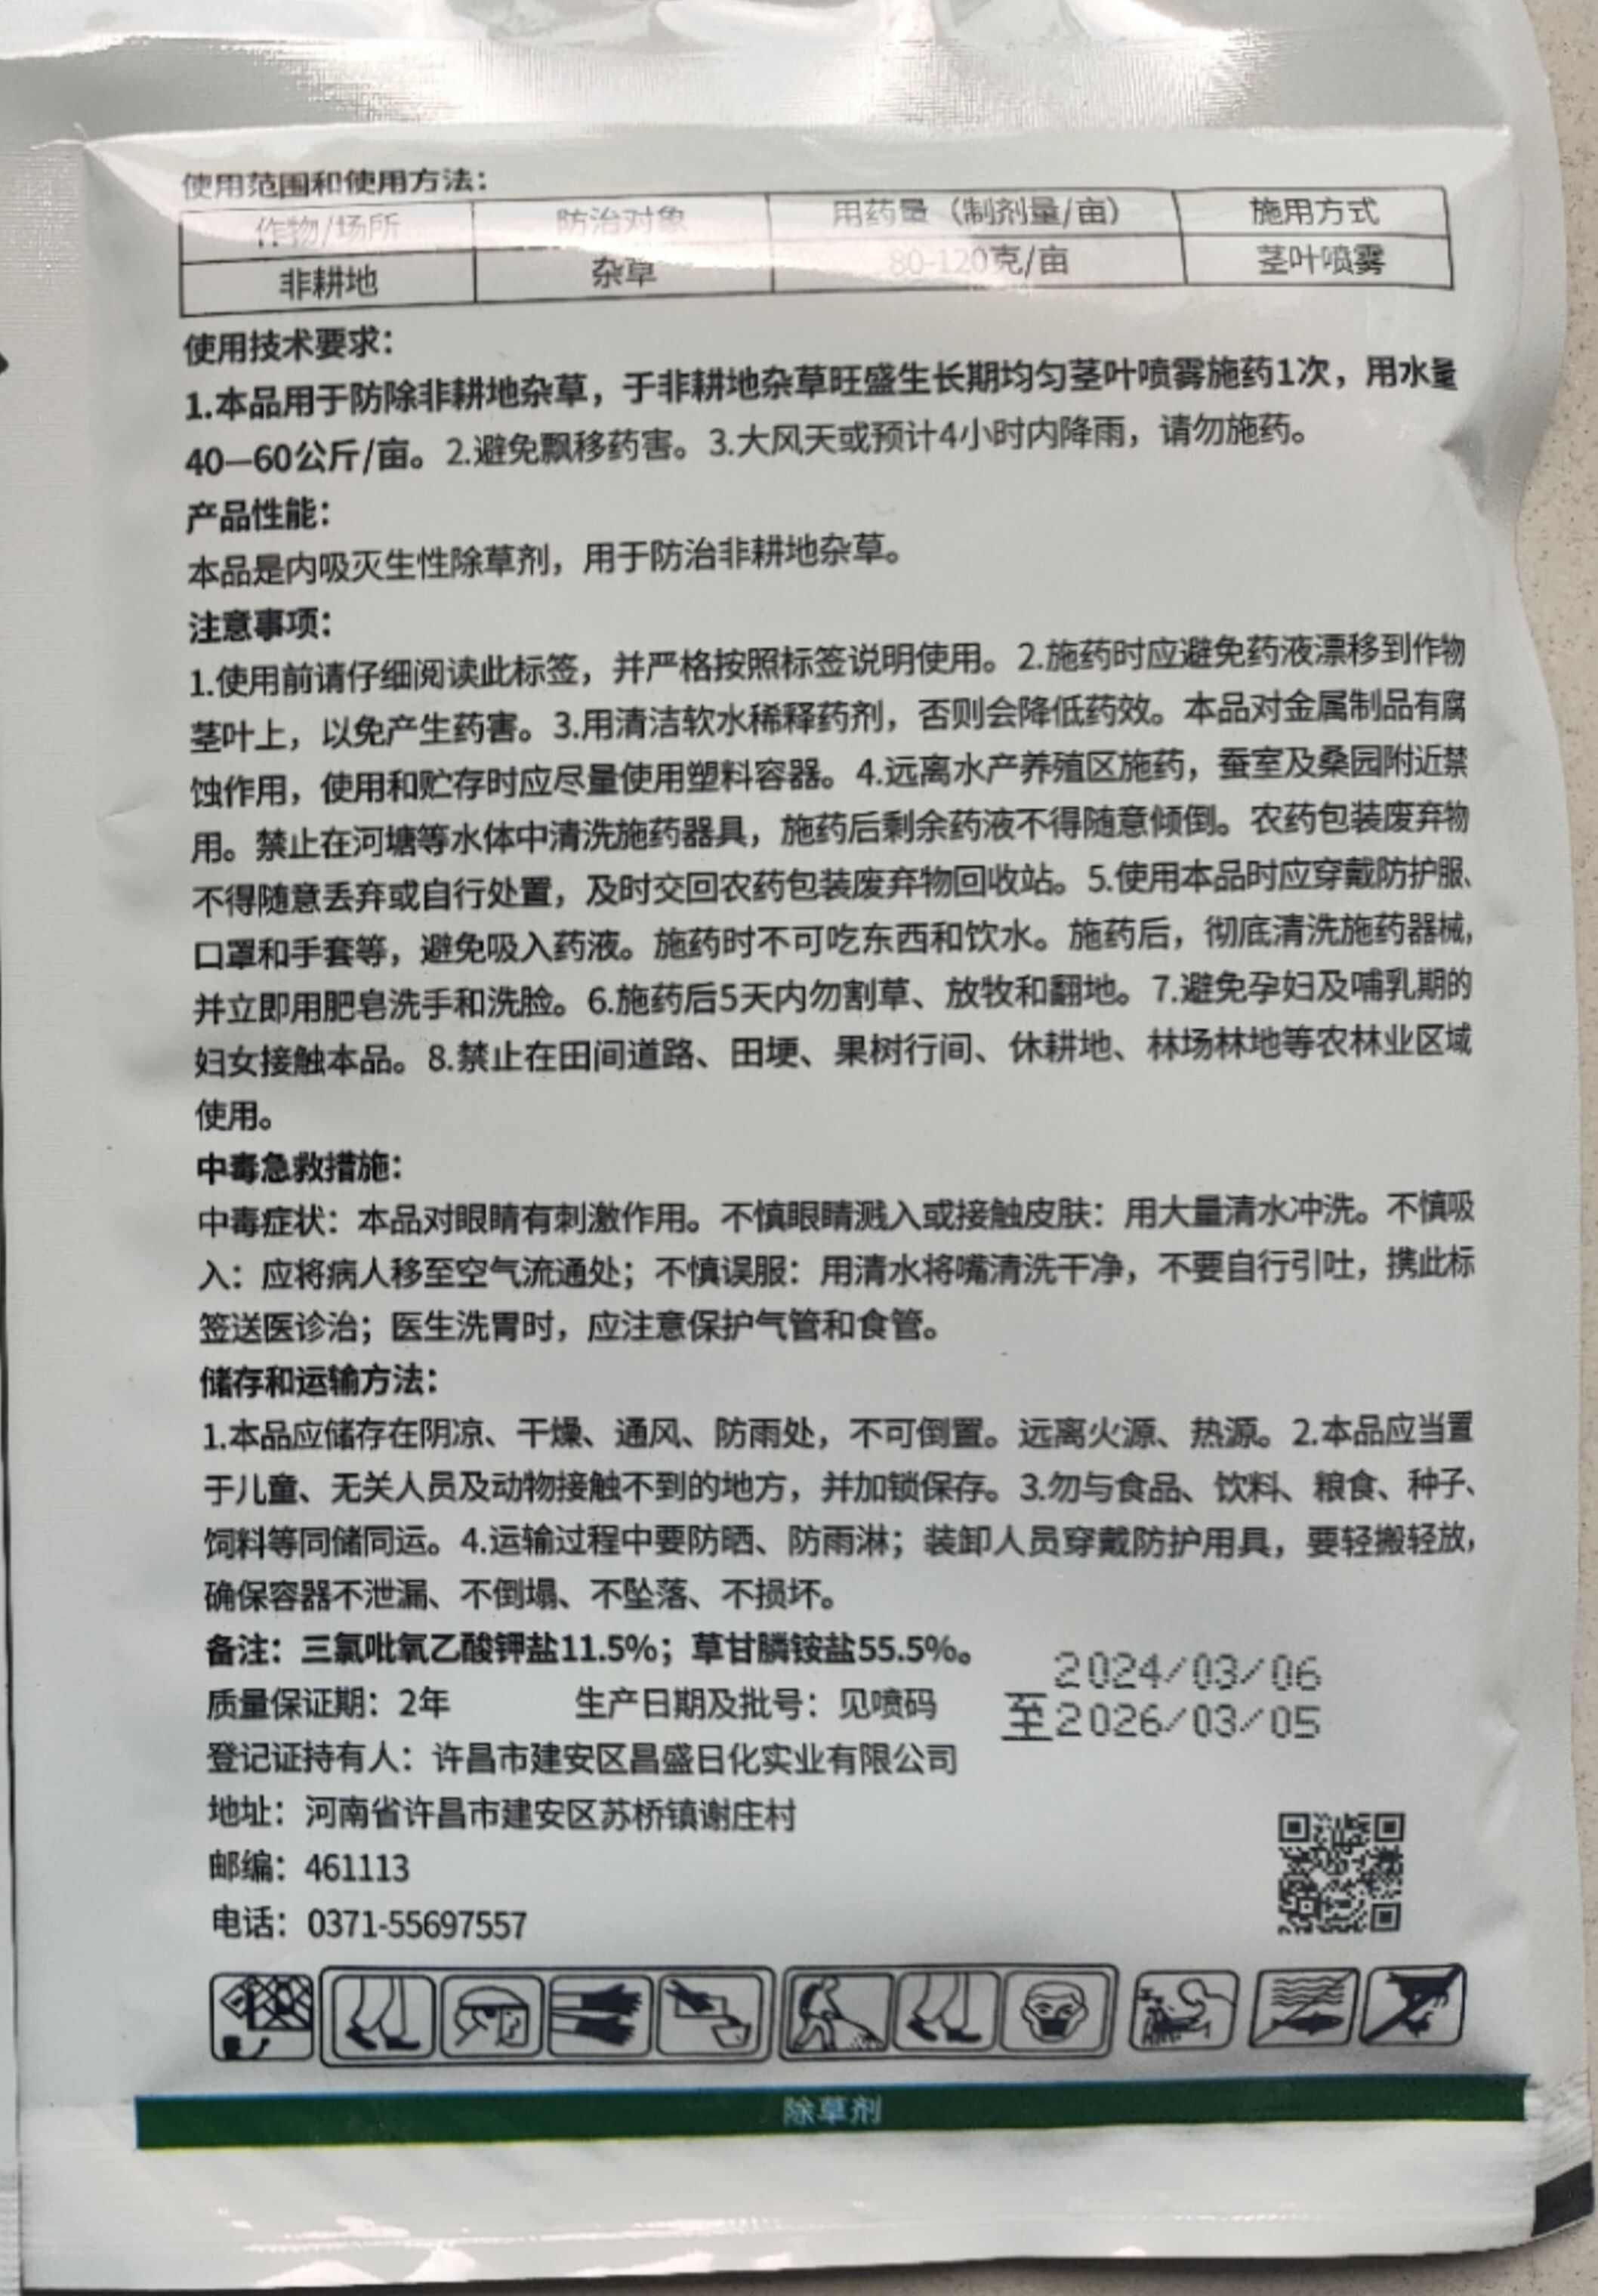 使用范围和使用方法：
作物/场所 防治对象 用药量（制剂量/亩） 施用方式
非耕地 杂草 80-120克/亩 茎叶喷雾
使用技术要求：
1.本品用于防除非耕地杂草，于非耕地杂草旺盛生长期均匀茎叶喷雾施药1次，用水量
40—60公斤/亩。2.避免飘移药害。3.大风天或预计4小时内降雨，请勿施药。
产品性能：
本品是内吸灭生性除草剂，用于防治非耕地杂草。
注意事项：
1.使用前请仔细阅读此标签，并严格按照标签说明使用。2.施药时应避免药液漂移到作物
茎叶上，以免产生药害。3.用清洁软水稀释药剂，否则会降低药效。本品对金属制品有腐
蚀作用，使用和贮存时应尽量使用塑料容器。4.远离水产养殖区施药，蚕室及桑园附近禁
用。禁止在河塘等水体中清洗施药器具，施药后剩余药液不得随意倾倒。农药包装废弃物
不得随意丢弃或自行处置，及时交回农药包装废弃物回收站。5.使用本品时应穿戴防护服、
口罩和手套等，避免吸入药液。施药时不可吃东西和饮水。施药后，彻底清洗施药器械，
并立即用肥皂洗手和洗脸。6.施药后5天内勿割草、放牧和翻地。7.避免孕妇及哺乳期的
妇女接触本品。8.禁止在田间道路、田埂、果树行间、休耕地、林场林地等农林业区域
使用。
中毒急救措施：
中毒症状：本品对眼睛有刺激作用。不慎眼睛溅入或接触皮肤：用大量清水冲洗。不慎吸
入：应将病人移至空气流通处；不慎误服：用清水将嘴清洗干净，不要自行引吐，携此标
签送医诊治；医生洗胃时，应注意保护气管和食管。
储存和运输方法：
1.本品应储存在阴凉、干燥、通风、防雨处，不可倒置。远离火源、热源。2.本品应当置
于儿童、无关人员及动物接触不到的地方，并加锁保存。3.勿与食品、饮料、粮食、种子、
饲料等同储同运。4.运输过程中要防晒、防雨淋；装卸人员穿戴防护用具，要轻搬轻放，
确保容器不泄漏、不倒塌、不坠落、不损坏。
备注：三氯吡氧乙酸钾盐11.5%；草甘膦铵盐55.5%。
2024/03/06
质量保证期：2年 生产日期及批号：见喷码
至2026/03/05
登记证持有人：许昌市建安区昌盛日化实业有限公司
地址：河南省许昌市建安区苏桥镇谢庄村
邮编：461113
电话：0371-55697557
除草剂